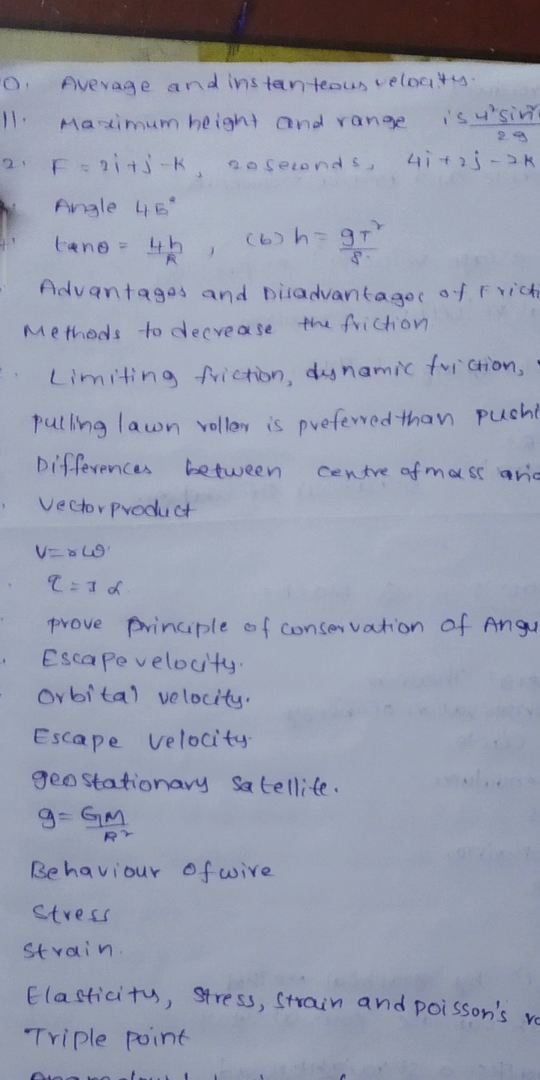 0. Average and instanteous velocity.
11. Maximum height and range is u²sin²/2g
2. F = 2i+j-k, 20 seconds, 4i+2j-2k
Angle 45°
tanθ = 4h/R, (b) h = gT²/8.
Advantages and Disadvantages of Fricti
Methods to decrease the friction
Limiting friction, dynamic friction,
pulling lawn roller is preferred than pushi
Differences between centre of mass and
Vector product
V=rω
τ = I α
prove principle of conservation of Angu
Escape velocity.
Orbital velocity.
Escape velocity
geostationary satellite.
g = GM/R²
Behaviour of wire
Stress
Strain.
Elasticity, Stress, Strain and poisson's ra
Triple point